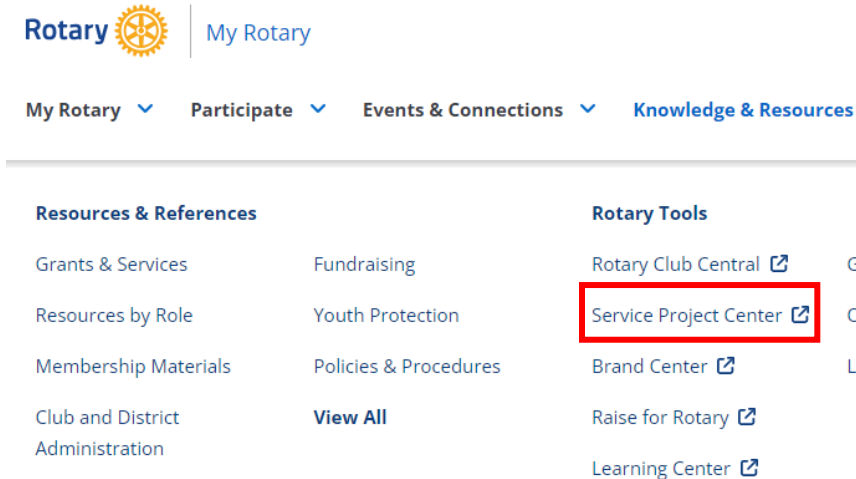 Rotary
My Rotary
My Rotary
Participate
Events & Connections
Knowledge & Resources
Resources & References
Grants & Services
Resources by Role
Membership Materials
Club and District
Administration
Fundraising
Youth Protection
Policies & Procedures
View All
Rotary Tools
Rotary Club Central
Service Project Center
Brand Center
Raise for Rotary
Learning Center